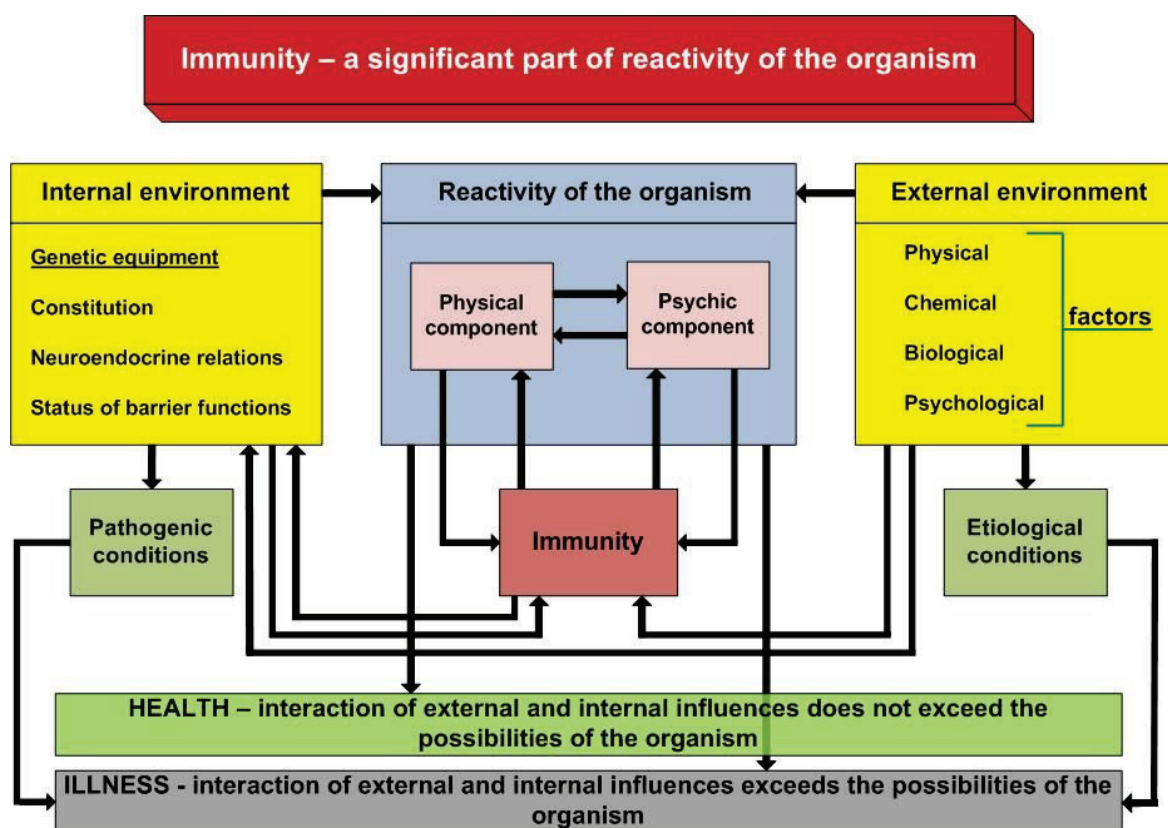 Immunity – a significant part of reactivity of the organism
Internal environment
Genetic equipment
Constitution
Neuroendocrine relations
Status of barrier functions
Reactivity of the organism
Physical
component
Psychic
component
External environment
Physical
Chemical
Biological
Psychological
factors
Pathogenic
conditions
Immunity
Etiological
conditions
HEALTH – interaction of external and internal influences does not exceed the
possibilities of the organism
ILLNESS - interaction of external and internal influences exceeds the possibilities of the
organism